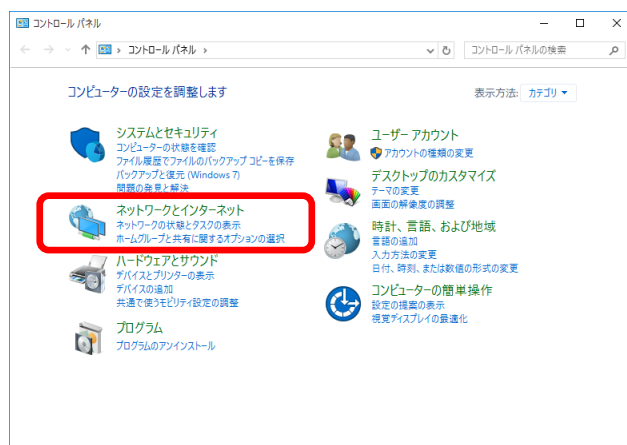 コントロール パネル
コントロール パネル
コントロール パネルの検索
コンピューターの設定を調整します
表示方法: カテゴリ
システムとセキュリティ
コンピューターの状態を確認
ファイル履歴でファイルのバックアップ コピーを保存
バックアップと復元 (Windows 7)
問題の発見と解決
ネットワークとインターネット
ネットワークの状態とタスクの表示
ホームグループと共有に関するオプションの選択
ハードウェアとサウンド
デバイスとプリンターの表示
デバイスの追加
共通で使うモビリティ設定の調整
プログラム
プログラムのアンインストール
ユーザー アカウント
アカウントの種類の変更
デスクトップのカスタマイズ
テーマの変更
画面の解像度の調整
時計、言語、および地域
言語の追加
入力方法の変更
日付、時刻、または数値の形式の変更
コンピューターの簡単操作
設定の提案の表示
視覚ディスプレイの最適化